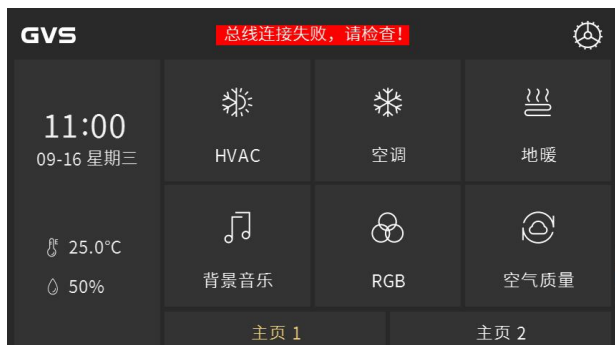 GVS
总线连接失败，请检查！
11:00
09-16 星期三
25.0°C
50%
HVAC
空调
地暖
背景音乐
RGB
空气质量
主页 1
主页 2